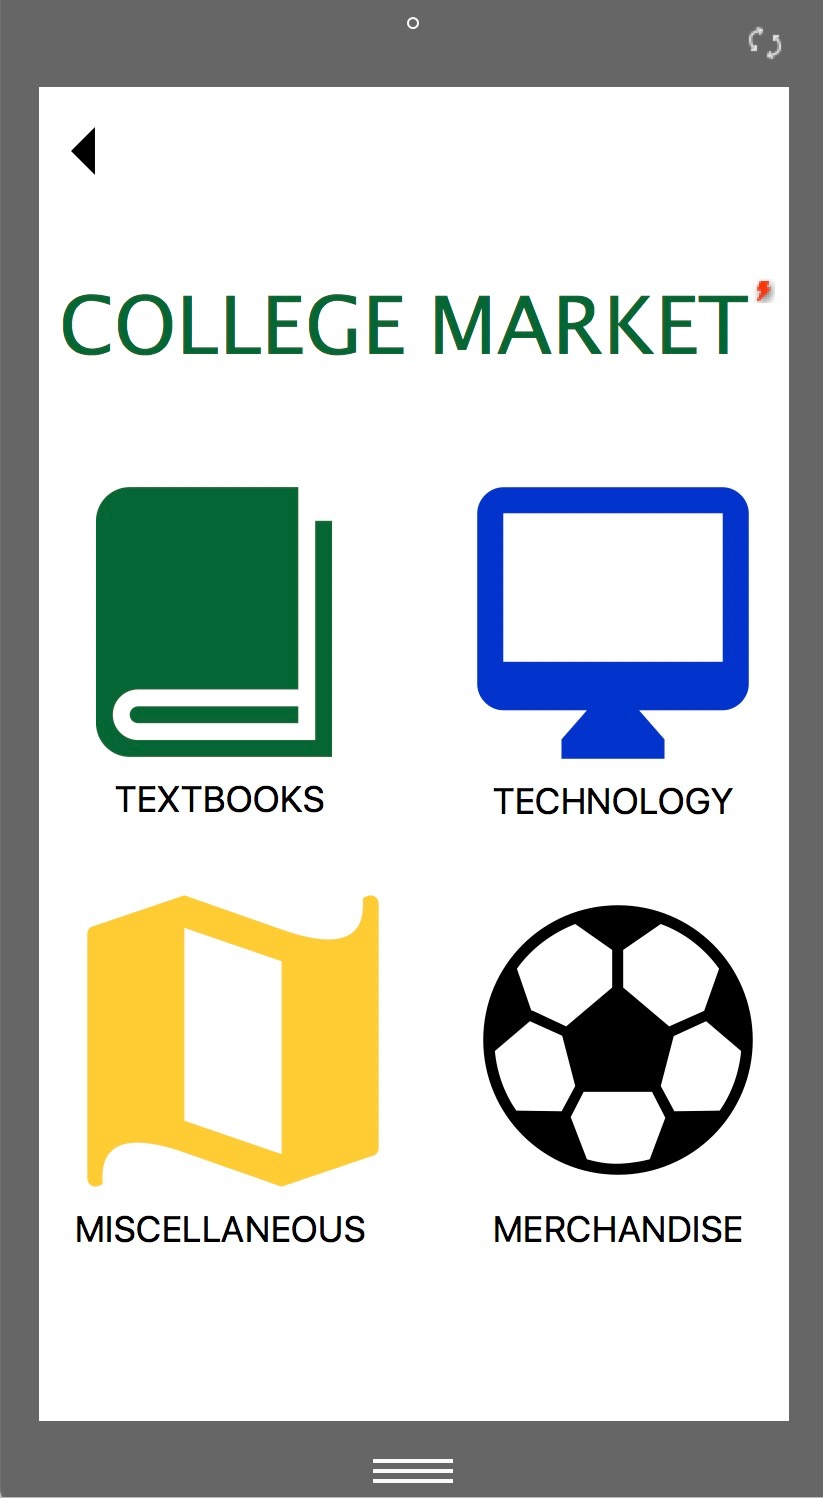 COLLEGE MARKET
TEXTBOOKS
TECHNOLOGY
MISCELLANEOUS
MERCHANDISE